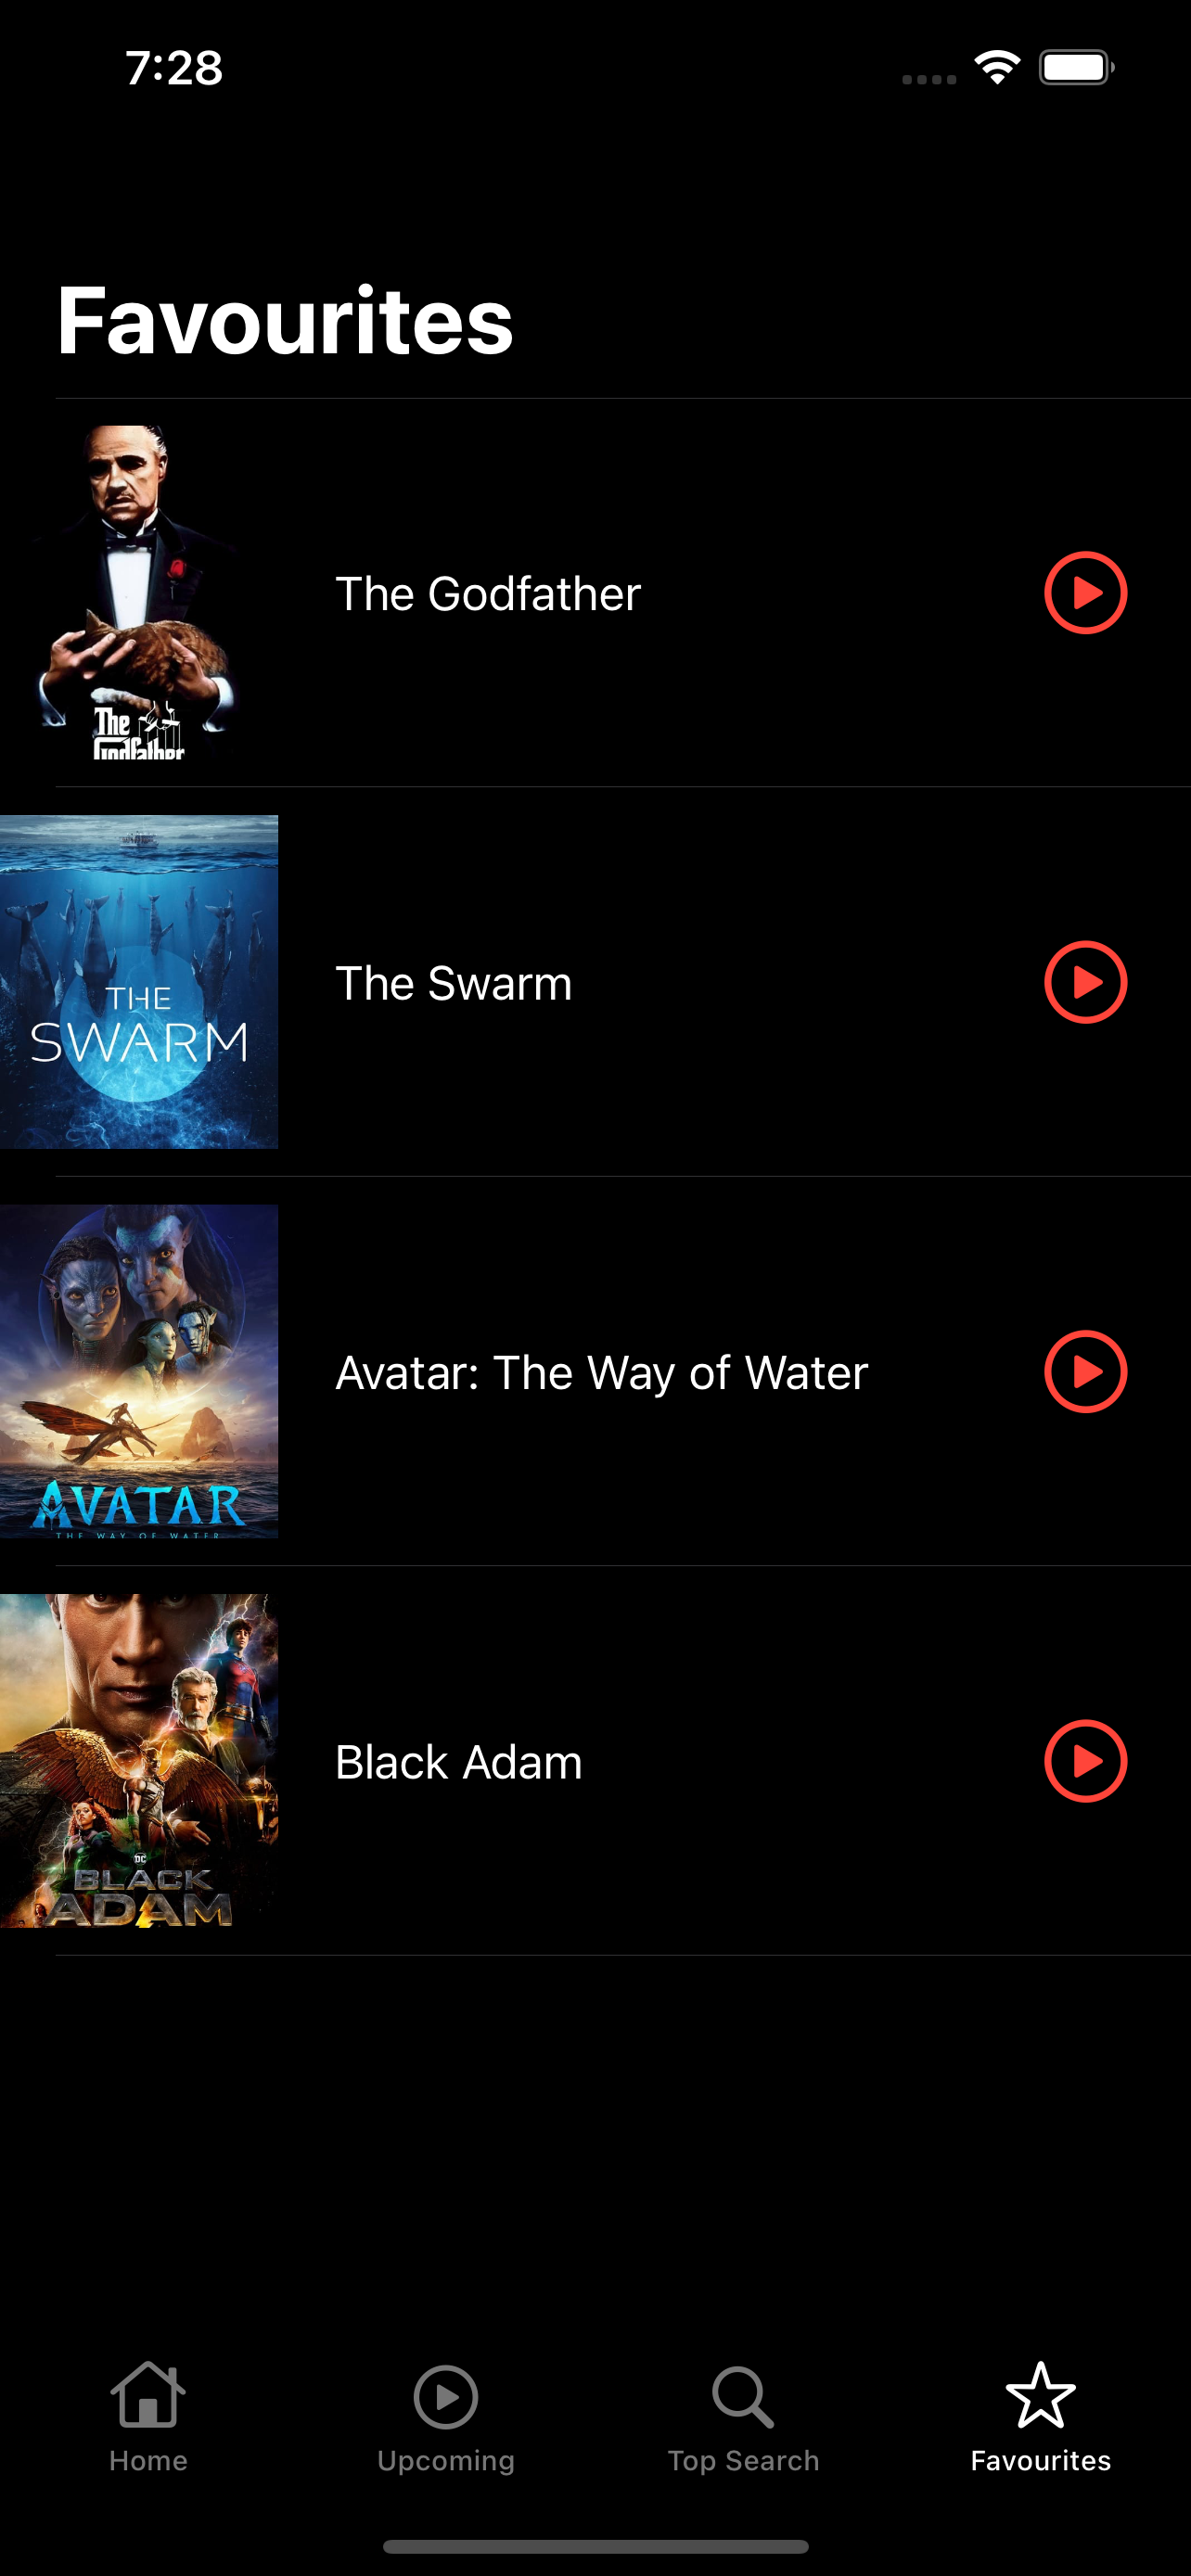 7:28
Favourites
The
Godfather
The Godfather
THE
SWARM
The Swarm
AVATAR
THE WAY OF WATER
Avatar: The Way of Water
DC
BLACK
ADAM
Black Adam
Home
Upcoming
Top Search
Favourites